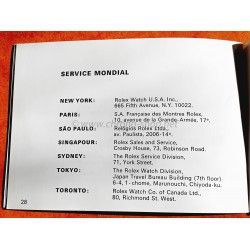 SERVICE MONDIAL
NEW YORK: Rolex Watch U.S.A. Inc.,
665 Fifth Avenue, N.Y. 10022.
PARIS: S.A. Française des Montres Rolex,
10, avenue de la Grande-Armée, 17e.
SÃO PAULO: Relógios Rolex Ltda.,
av. Paulista, 2006-14º.
SINGAPOUR: Rolex Sales and Service,
Crosby House, 73, Robinson Road.
SYDNEY: The Rolex Service Division,
71, York Street.
TOKYO: The Rolex Watch Division,
Japan Travel Bureau Building (7th floor)
6-4, 1-chome, Marunouchi, Chiyoda-ku.
TORONTO: Rolex Watch Co. of Canada Ltd.,
80, Richmond St. West.
28